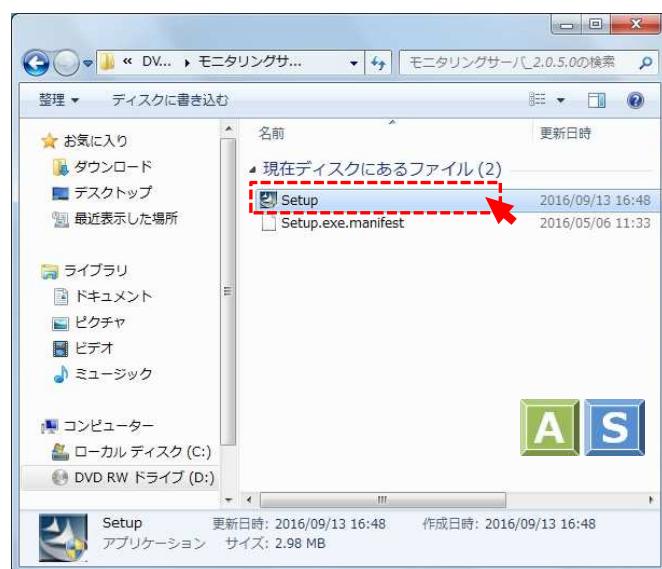 « DV... ▸ モニタリングサ...
モニタリングサーバ_2.0.5.0の検索
整理 ▼ ディスクに書き込む
お気に入り
ダウンロード
デスクトップ
最近表示した場所
ライブラリ
ドキュメント
ピクチャ
ビデオ
ミュージック
コンピューター
ローカル ディスク (C:)
DVD RW ドライブ (D:)
名前 更新日時
現在ディスクにあるファイル (2)
Setup 2016/09/13 16:48
Setup.exe.manifest 2016/05/06 11:33
A S
Setup 更新日時: 2016/09/13 16:48 作成日時: 2016/09/13 16:48
アプリケーション サイズ: 2.98 MB